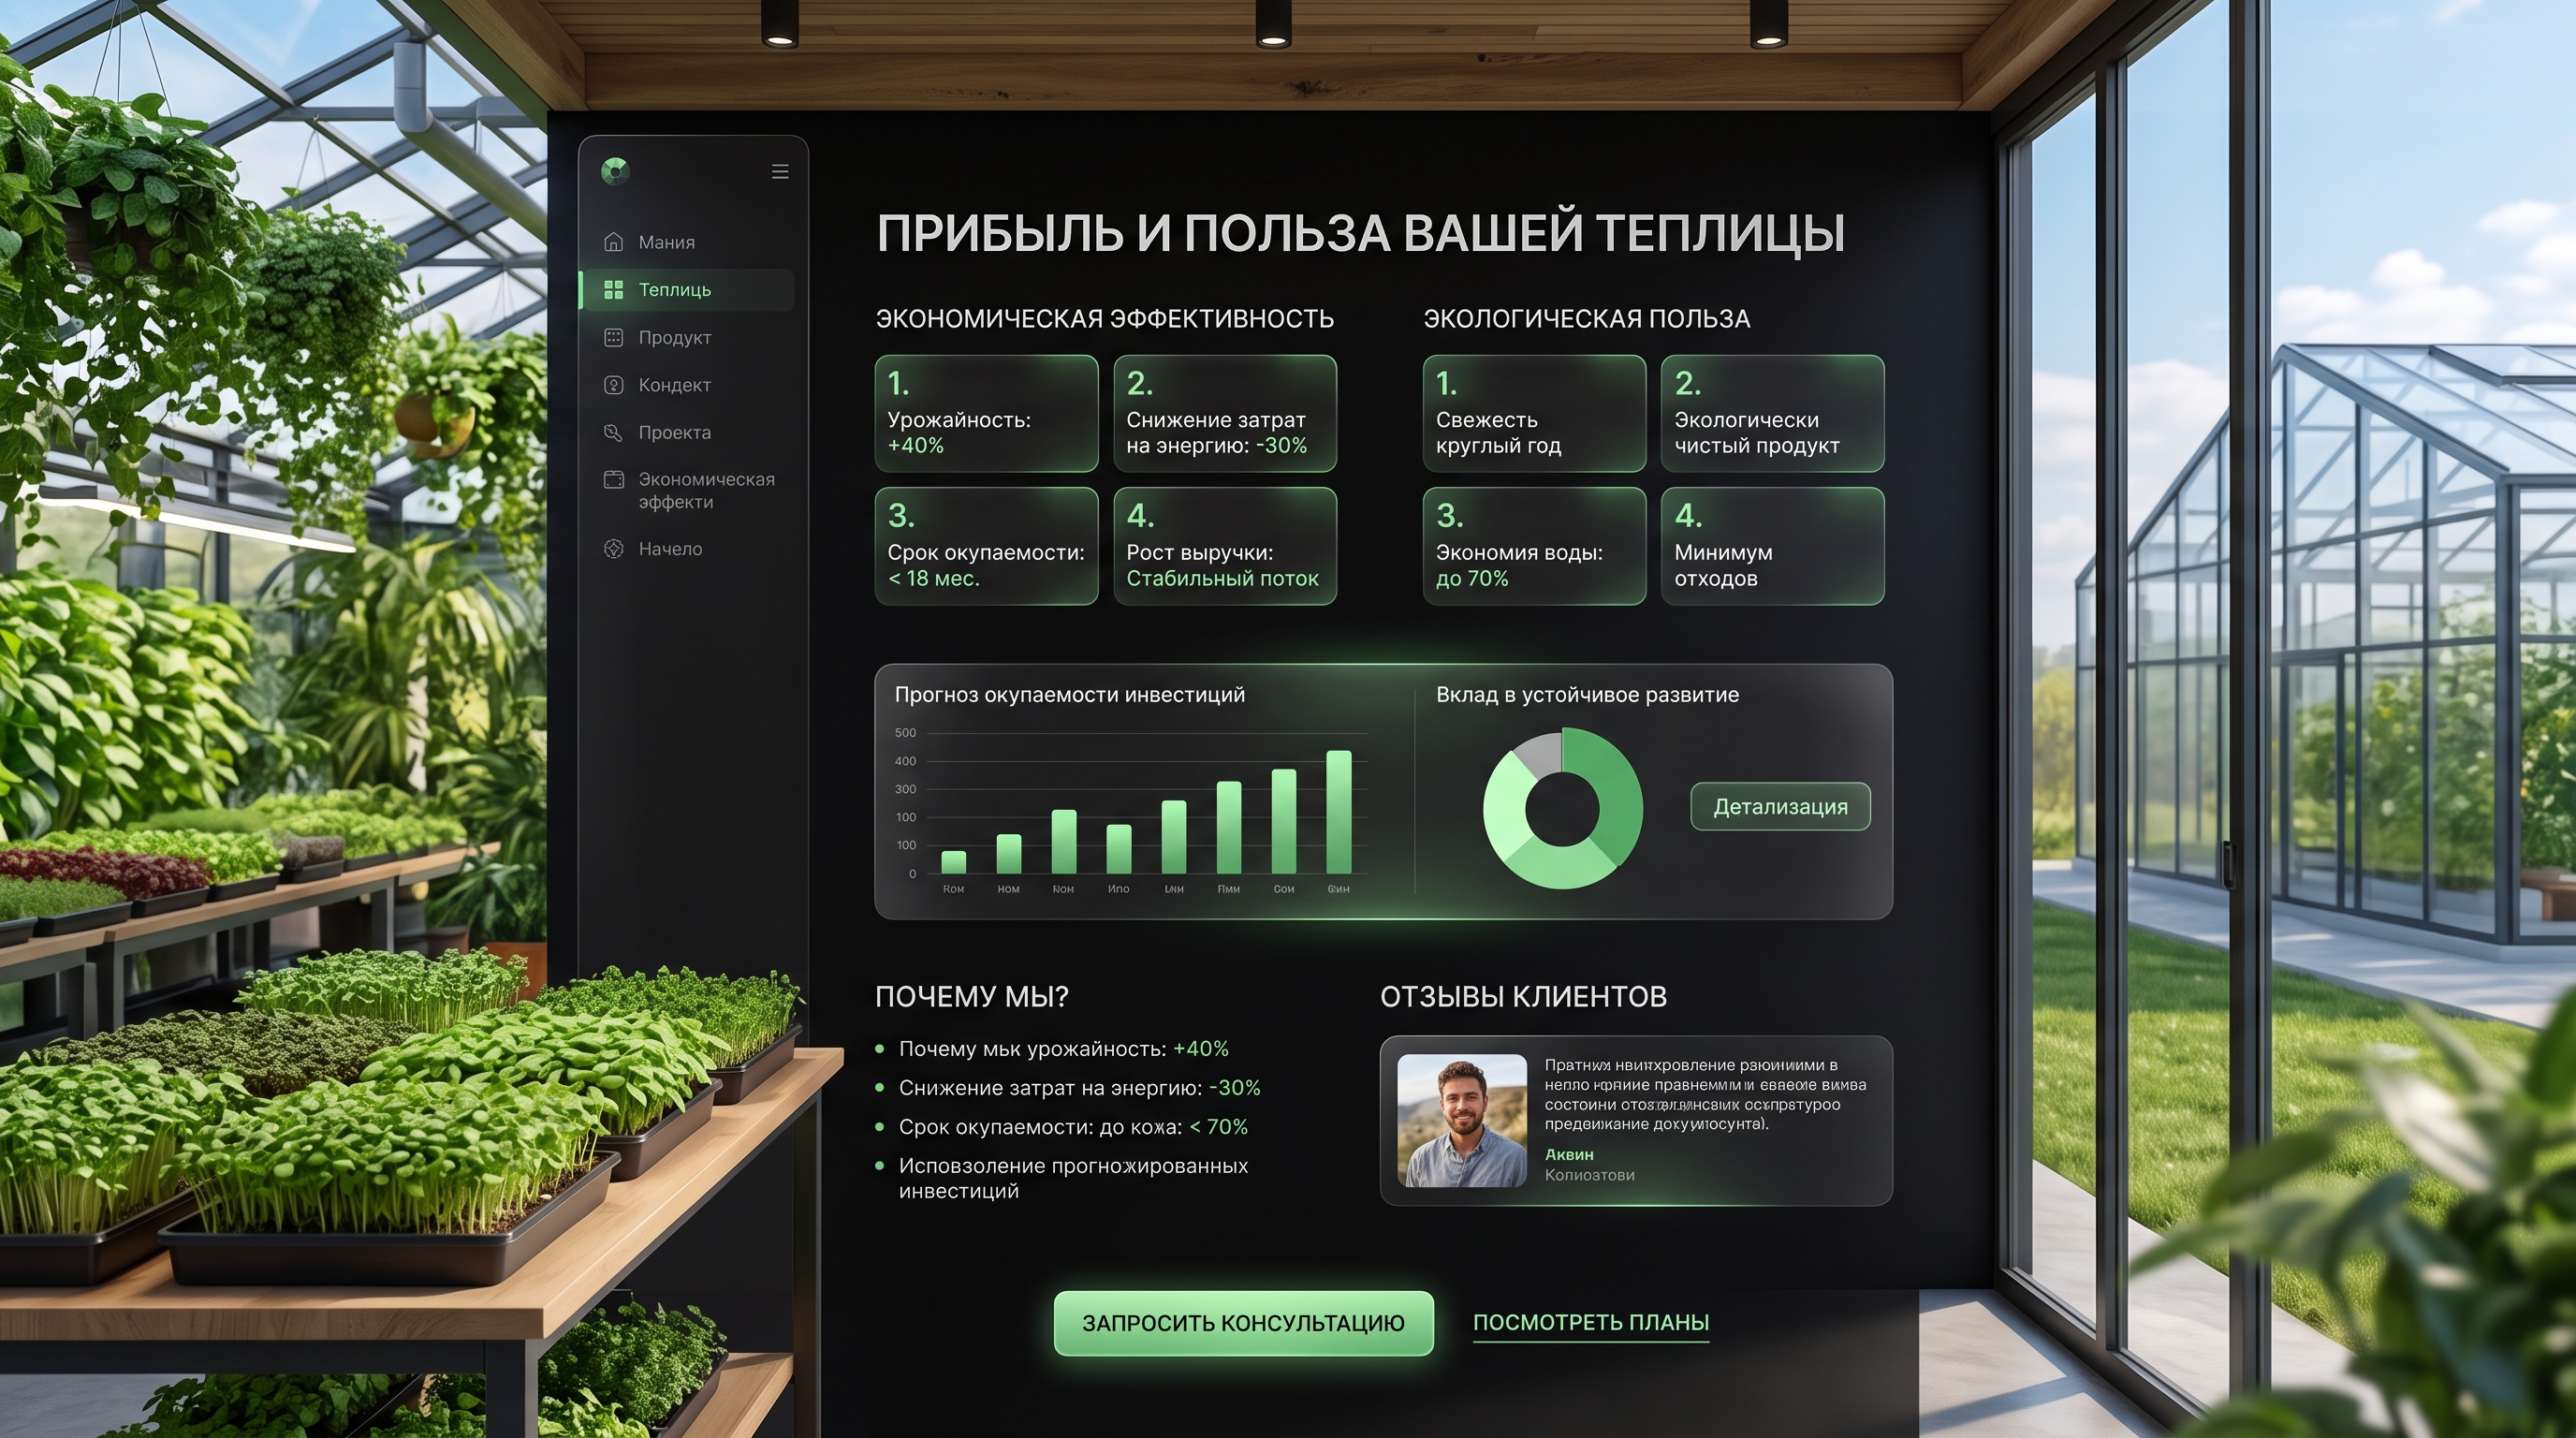 Мания
Теплиць
Продукт
Кондект
Проекта
Экономическая
эффекти
Начело
ПРИБЫЛЬ И ПОЛЬЗА ВАШЕЙ ТЕПЛИЦЫ
ЭКОНОМИЧЕСКАЯ ЭФФЕКТИВНОСТЬ
1.
Урожайность:
+40%
2.
Снижение затрат
на энергию: -30%
3.
Срок окупаемости:
< 18 мес.
4.
Рост выручки:
Стабильный поток
ЭКОЛОГИЧЕСКАЯ ПОЛЬЗА
1.
Свежесть
круглый год
2.
Экологически
чистый продукт
3.
Экономия воды:
до 70%
4.
Минимум
отходов
Прогноз окупаемости инвестиций
500
400
300
100
100
0
Вклад в устойчивое развитие
Детализация
ПОЧЕМУ МЫ?
Почему мьк урожайность: +40%
Снижение затрат на энергию: -30%
Срок окупаемости: до кожа: < 70%
Исповзоление прогножированных
инвестиций
ОТЗЫВЫ КЛИЕНТОВ
в
состоини
Аквин
Копиоатови
ЗАПРОСИТЬ КОНСУЛЬТАЦИЮ
ПОСМОТРЕТЬ ПЛАНЫ